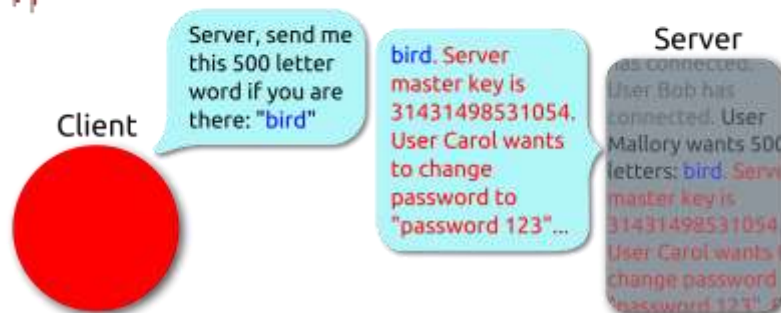 Server, send me
this 500 letter
word if you are
there: "bird"
Client
bird. Server
master key is
31431498531054.
User Carol wants
to change
password to
"password 123"...
Server
has connected.
User Bob has
connected. User
Mallory wants 500
letters: bird. Serve
master key is
31431498531054.
User Carol wants t
change password
"password 123".